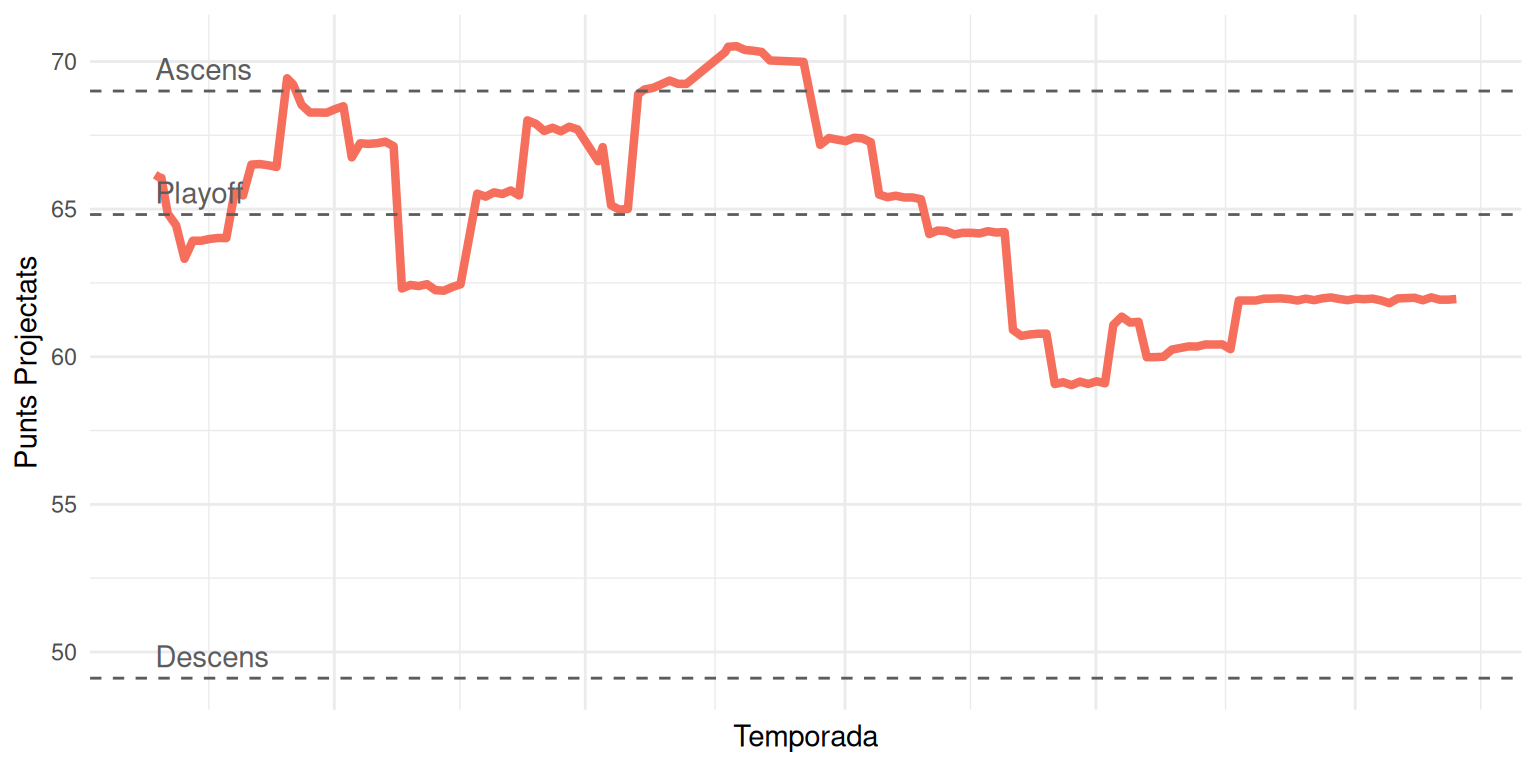 70
65
60
55
50
Punts Projectats
Ascens
Playoff
Descens
Temporada